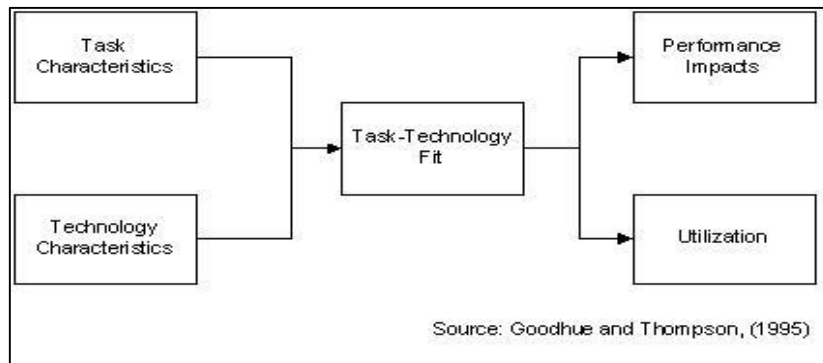 Task
Characteristics
Performance
Impacts
Task-Technology
Fit
Technology
Characteristics
Utilization
Source: Goodhue and Thompson, (1995)